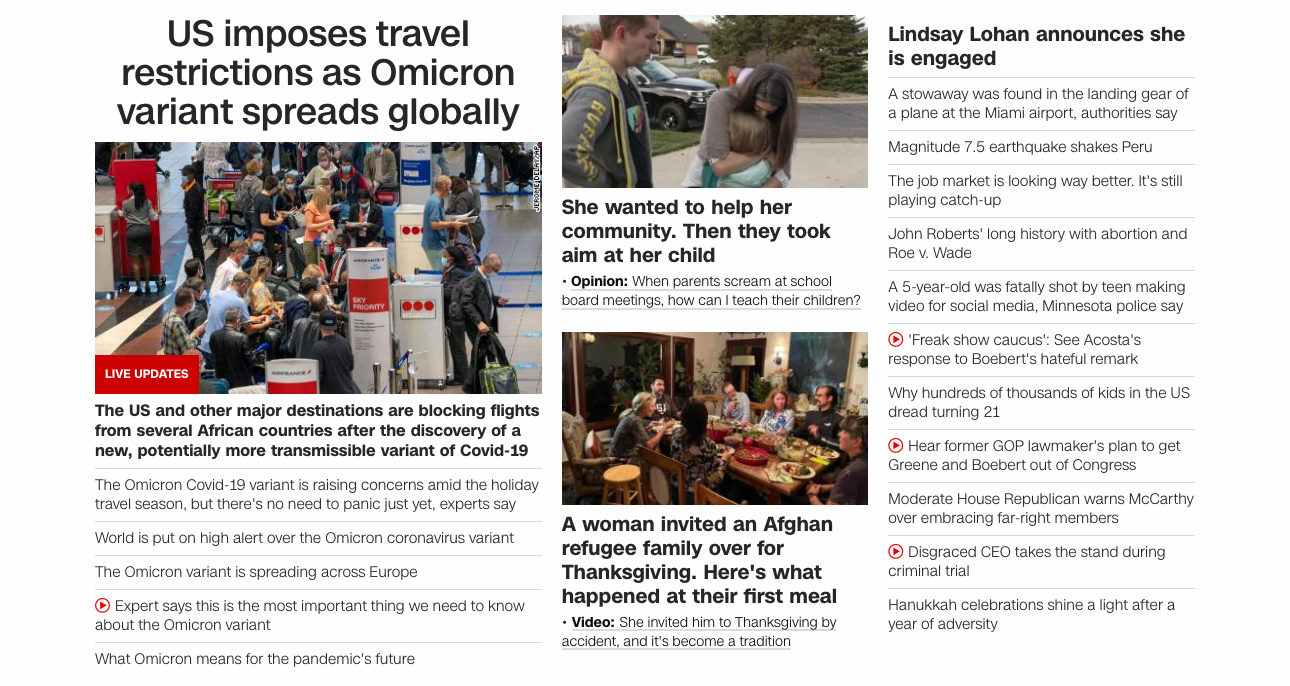 US imposes travel
restrictions as Omicron
variant spreads globally
JEROME DELAY/AP
SKY
PRIORITY
AIRFRANCE
LIVE UPDATES
The US and other major destinations are blocking flights
from several African countries after the discovery of a
new, potentially more transmissible variant of Covid-19
The Omicron Covid-19 variant is raising concerns amid the holiday
travel season, but there's no need to panic just yet, experts say
World is put on high alert over the Omicron coronavirus variant
The Omicron variant is spreading across Europe
Expert says this is the most important thing we need to know
about the Omicron variant
What Omicron means for the pandemic's future
She wanted to help her
community. Then they took
aim at her child
• Opinion: When parents scream at school
board meetings, how can I teach their children?
A woman invited an Afghan
refugee family over for
Thanksgiving. Here's what
happened at their first meal
• Video: She invited him to Thanksgiving by
accident, and it's become a tradition
Lindsay Lohan announces she
is engaged
A stowaway was found in the landing gear of
a plane at the Miami airport, authorities say
Magnitude 7.5 earthquake shakes Peru
The job market is looking way better. It's still
playing catch-up
John Roberts' long history with abortion and
Roe v. Wade
A 5-year-old was fatally shot by teen making
video for social media, Minnesota police say
'Freak show caucus': See Acosta's
response to Boebert's hateful remark
Why hundreds of thousands of kids in the US
dread turning 21
Hear former GOP lawmaker's plan to get
Greene and Boebert out of Congress
Moderate House Republican warns McCarthy
over embracing far-right members
Disgraced CEO takes the stand during
criminal trial
Hanukkah celebrations shine a light after a
year of adversity